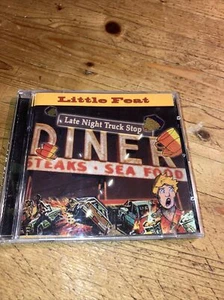 Little Feat
Late Night Truck Stop
DINER
STEAKS • SEA FOOD